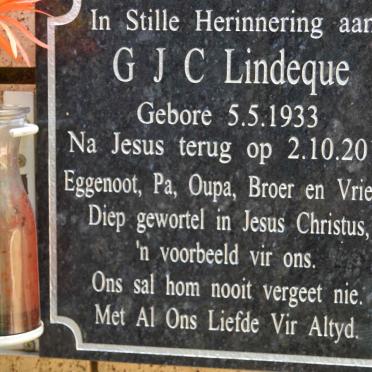 In Stille Herinnering aan
G J C Lindeque
Gebore 5.5.1933
Na Jesus terug op 2.10.20
Eggenoot, Pa, Oupa, Broer en Vrie
Diep gewortel in Jesus Christus,
'n voorbeeld vir ons.
Ons sal hom nooit vergeet nie.
Met Al Ons Liefde Vir Altyd.